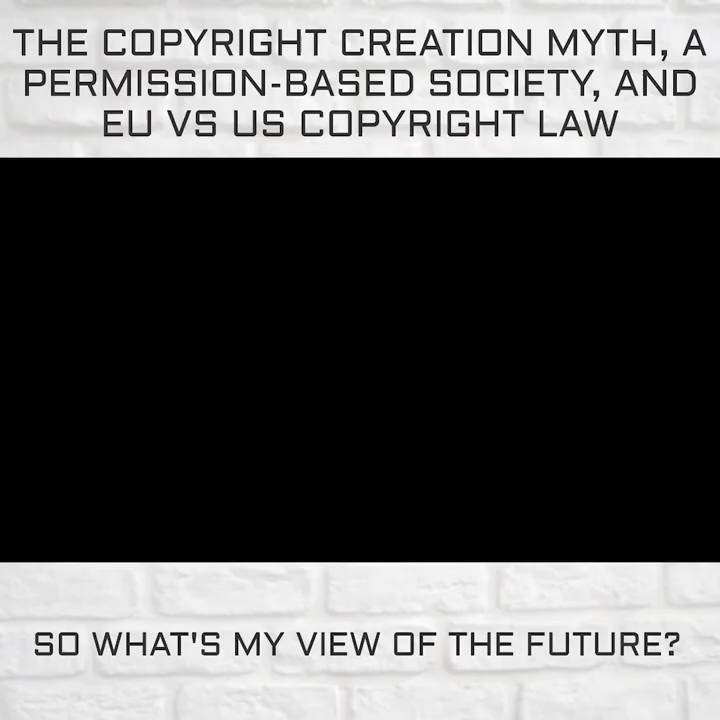 THE COPYRIGHT CREATION MYTH, A
PERMISSION-BASED SOCIETY, AND
EU VS US COPYRIGHT LAW
SO WHAT'S MY VIEW OF THE FUTURE?